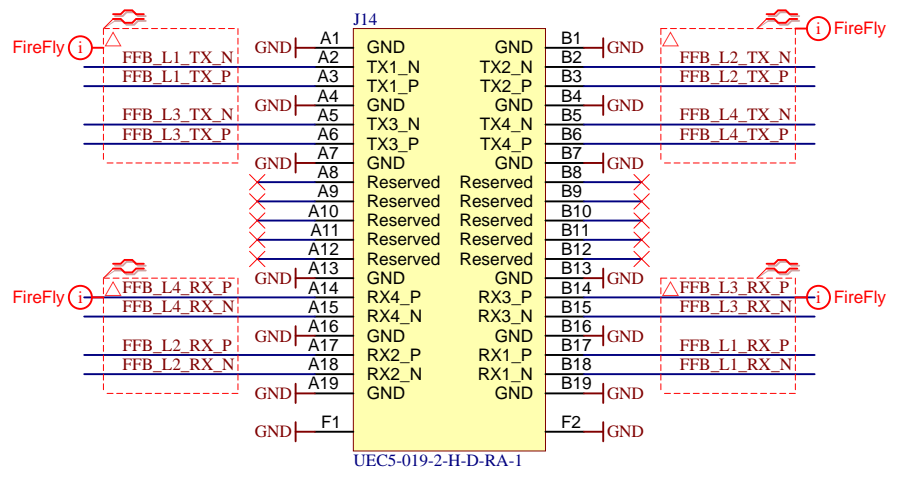 J14
FireFly i FFB_L1_TX_N GND A1 GND GND B1 GND FFB_L2_TX_N i FireFly
A2 TX1_N TX2_N B2
FFB_L1_TX_P A3 TX1_P TX2_P B3 FFB_L2_TX_P
GND A4 GND GND B4 GND
FFB_L3_TX_N A5 TX3_N TX4_N B5 FFB_L4_TX_N
FFB_L3_TX_P A6 TX3_P TX4_P B6 FFB_L4_TX_P
GND A7 GND GND B7 GND
A8 Reserved Reserved B8
A9 Reserved Reserved B9
A10 Reserved Reserved B10
A11 Reserved Reserved B11
A12 Reserved Reserved B12
GND A13 GND GND B13 GND
FireFly i FFB_L4_RX_P A14 RX4_P RX3_P B14 FFB_L3_RX_P i FireFly
FFB_L4_RX_N A15 RX4_N RX3_N B15 FFB_L3_RX_N
GND A16 GND GND B16 GND
FFB_L2_RX_P A17 RX2_P RX1_P B17 FFB_L1_RX_P
FFB_L2_RX_N A18 RX2_N RX1_N B18 FFB_L1_RX_N
GND A19 GND GND B19 GND
GND F1 F2 GND
UEC5-019-2-H-D-RA-1